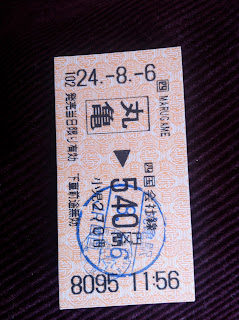 24.-8.-6
四 MARUGAME
丸亀
▶ 四国会社線
540円区間
小児270円
102 発売当日限り有効 下車前途無効
8095 11:56